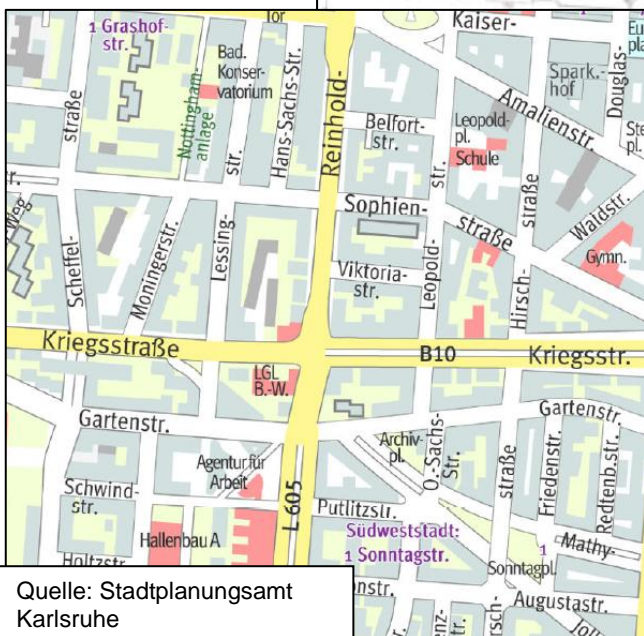 Tor
1 Grashof-
str.
Kaiser-
Bad.
Konser-
vatorium
Nottingham-
anlage
straße
str.
Hans-Sachs-Str.
Reinhold-
Belfort-
str.
Leopold-
pl.
Schule
str.
Amalienstr.
Spark.-
hof
Douglas-
Sophien-
straße
straße
Waldstr.
Gymn.
Weg
Scheffel-
Moningerstr.
Lessing-
Viktoria-
str.
Leopold-
Hirsch-
Kriegsstraße
B10
Kriegsstr.
LGL
B.-W.
Gartenstr.
Gartenstr.
Archiv-
pl.
O.-Sachs-
Str.
straße
Friedenstr.
Redtenb.str.
Agentur für
Arbeit
Schwind-
str.
L 605
Putlitzstr.
Südweststadt:
1 Sonntagstr.
Hallenbau A
1
Sonntagpl.
Mathy-
Augustastr.
Quelle: Stadtplanungsamt
Karlsruhe